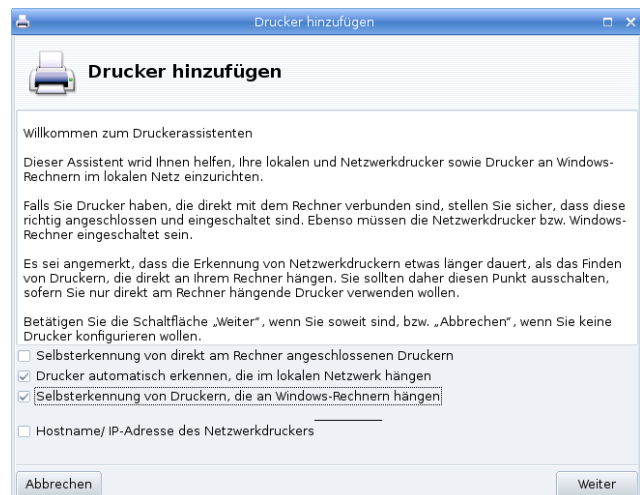 Drucker hinzufügen
Drucker hinzufügen
Willkommen zum Druckerassistenten
Dieser Assistent wrid Ihnen helfen, Ihre lokalen und Netzwerkdrucker sowie Drucker an Windows-
Rechnern im lokalen Netz einzurichten.
Falls Sie Drucker haben, die direkt mit dem Rechner verbunden sind, stellen Sie sicher, dass diese
richtig angeschlossen und eingeschaltet sind. Ebenso müssen die Netzwerkdrucker bzw. Windows-
Rechner eingeschaltet sein.
Es sei angemerkt, dass die Erkennung von Netzwerkdruckern etwas länger dauert, als das Finden
von Druckern, die direkt an Ihrem Rechner hängen. Sie sollten daher diesen Punkt ausschalten,
sofern Sie nur direkt am Rechner hängende Drucker verwenden wollen.
Betätigen Sie die Schaltfläche „Weiter“, wenn Sie soweit sind, bzw. „Abbrechen“, wenn Sie keine
Drucker konfigurieren wollen.
Selbsterkennung von direkt am Rechner angeschlossenen Druckern
Drucker automatisch erkennen, die im lokalen Netzwerk hängen
Selbsterkennung von Druckern, die an Windows-Rechnern hängen
Hostname/ IP-Adresse des Netzwerkdruckers
Abbrechen
Weiter